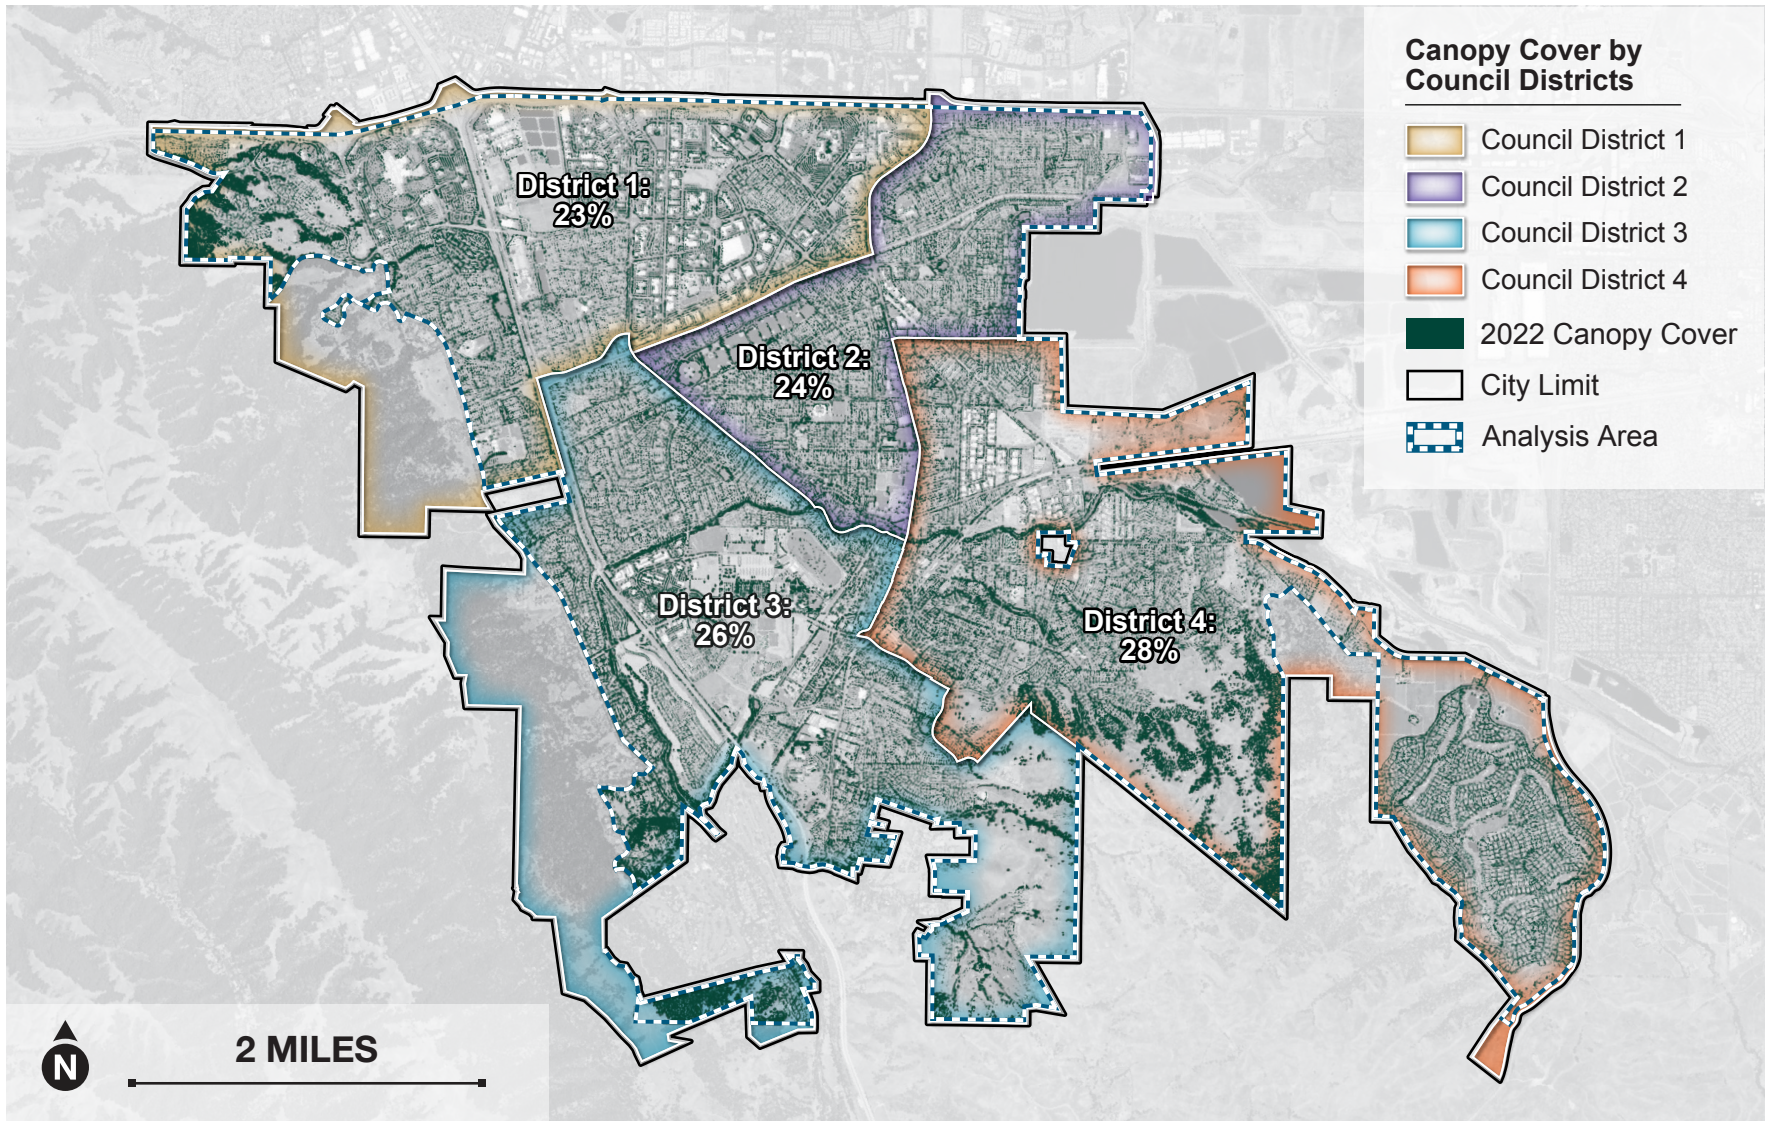 Canopy Cover by
Council Districts
Council District 1
Council District 2
Council District 3
Council District 4
2022 Canopy Cover
City Limit
Analysis Area
District 1:
23%
District 2:
24%
District 3:
26%
District 4:
28%
N
2 MILES